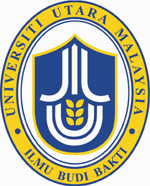 UNIVERSITI UTARA MALAYSIA
ILMU BUDI BAKTI